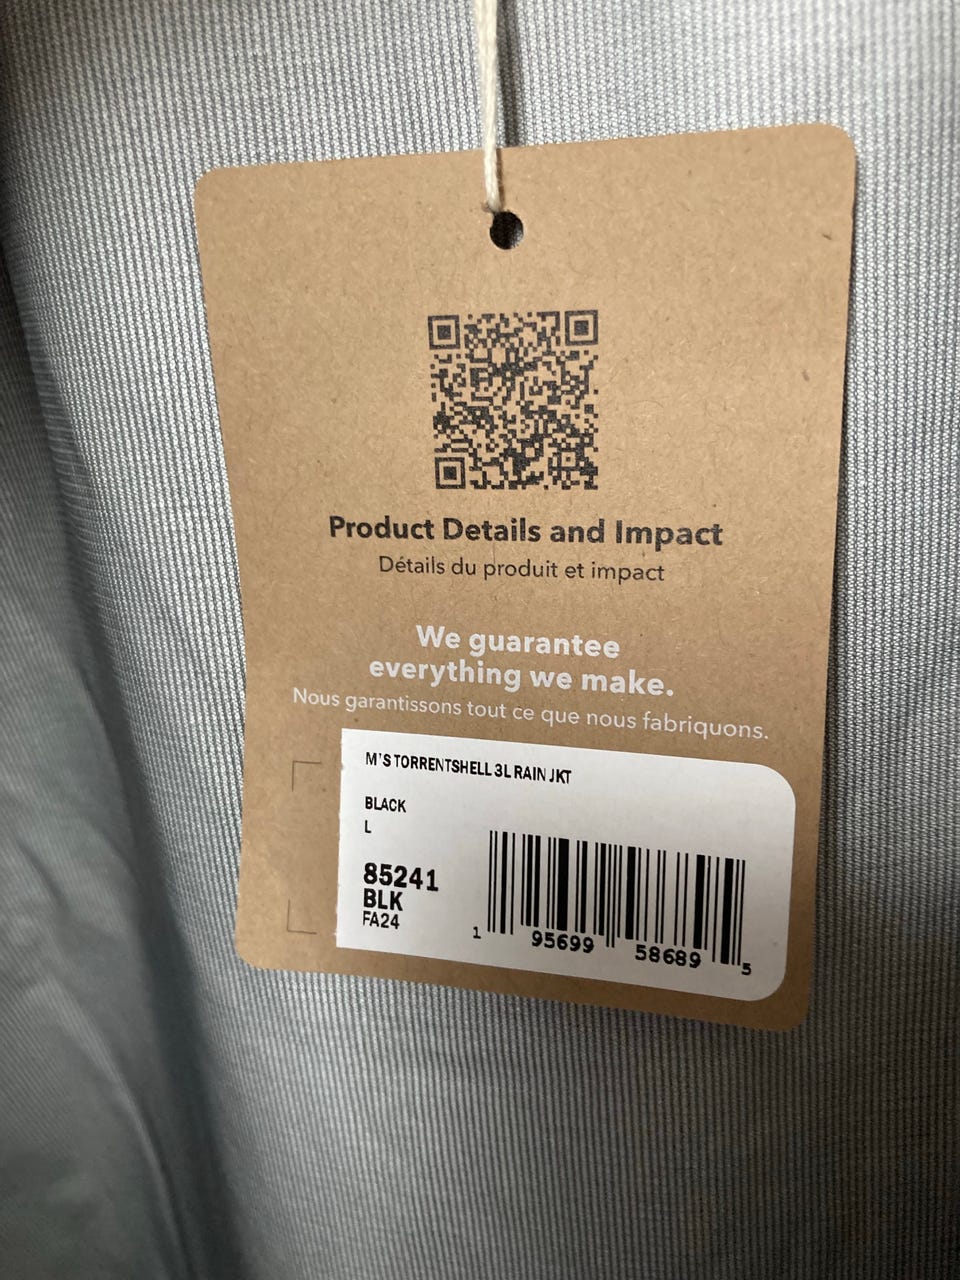 Product Details and Impact
Détails du produit et impact
We guarantee
everything we make.
Nous garantissons tout ce que nous fabriquons.
M'S TORRENTSHELL 3L RAIN JKT
BLACK
L
85241
BLK
FA24
1 95699 58689 5